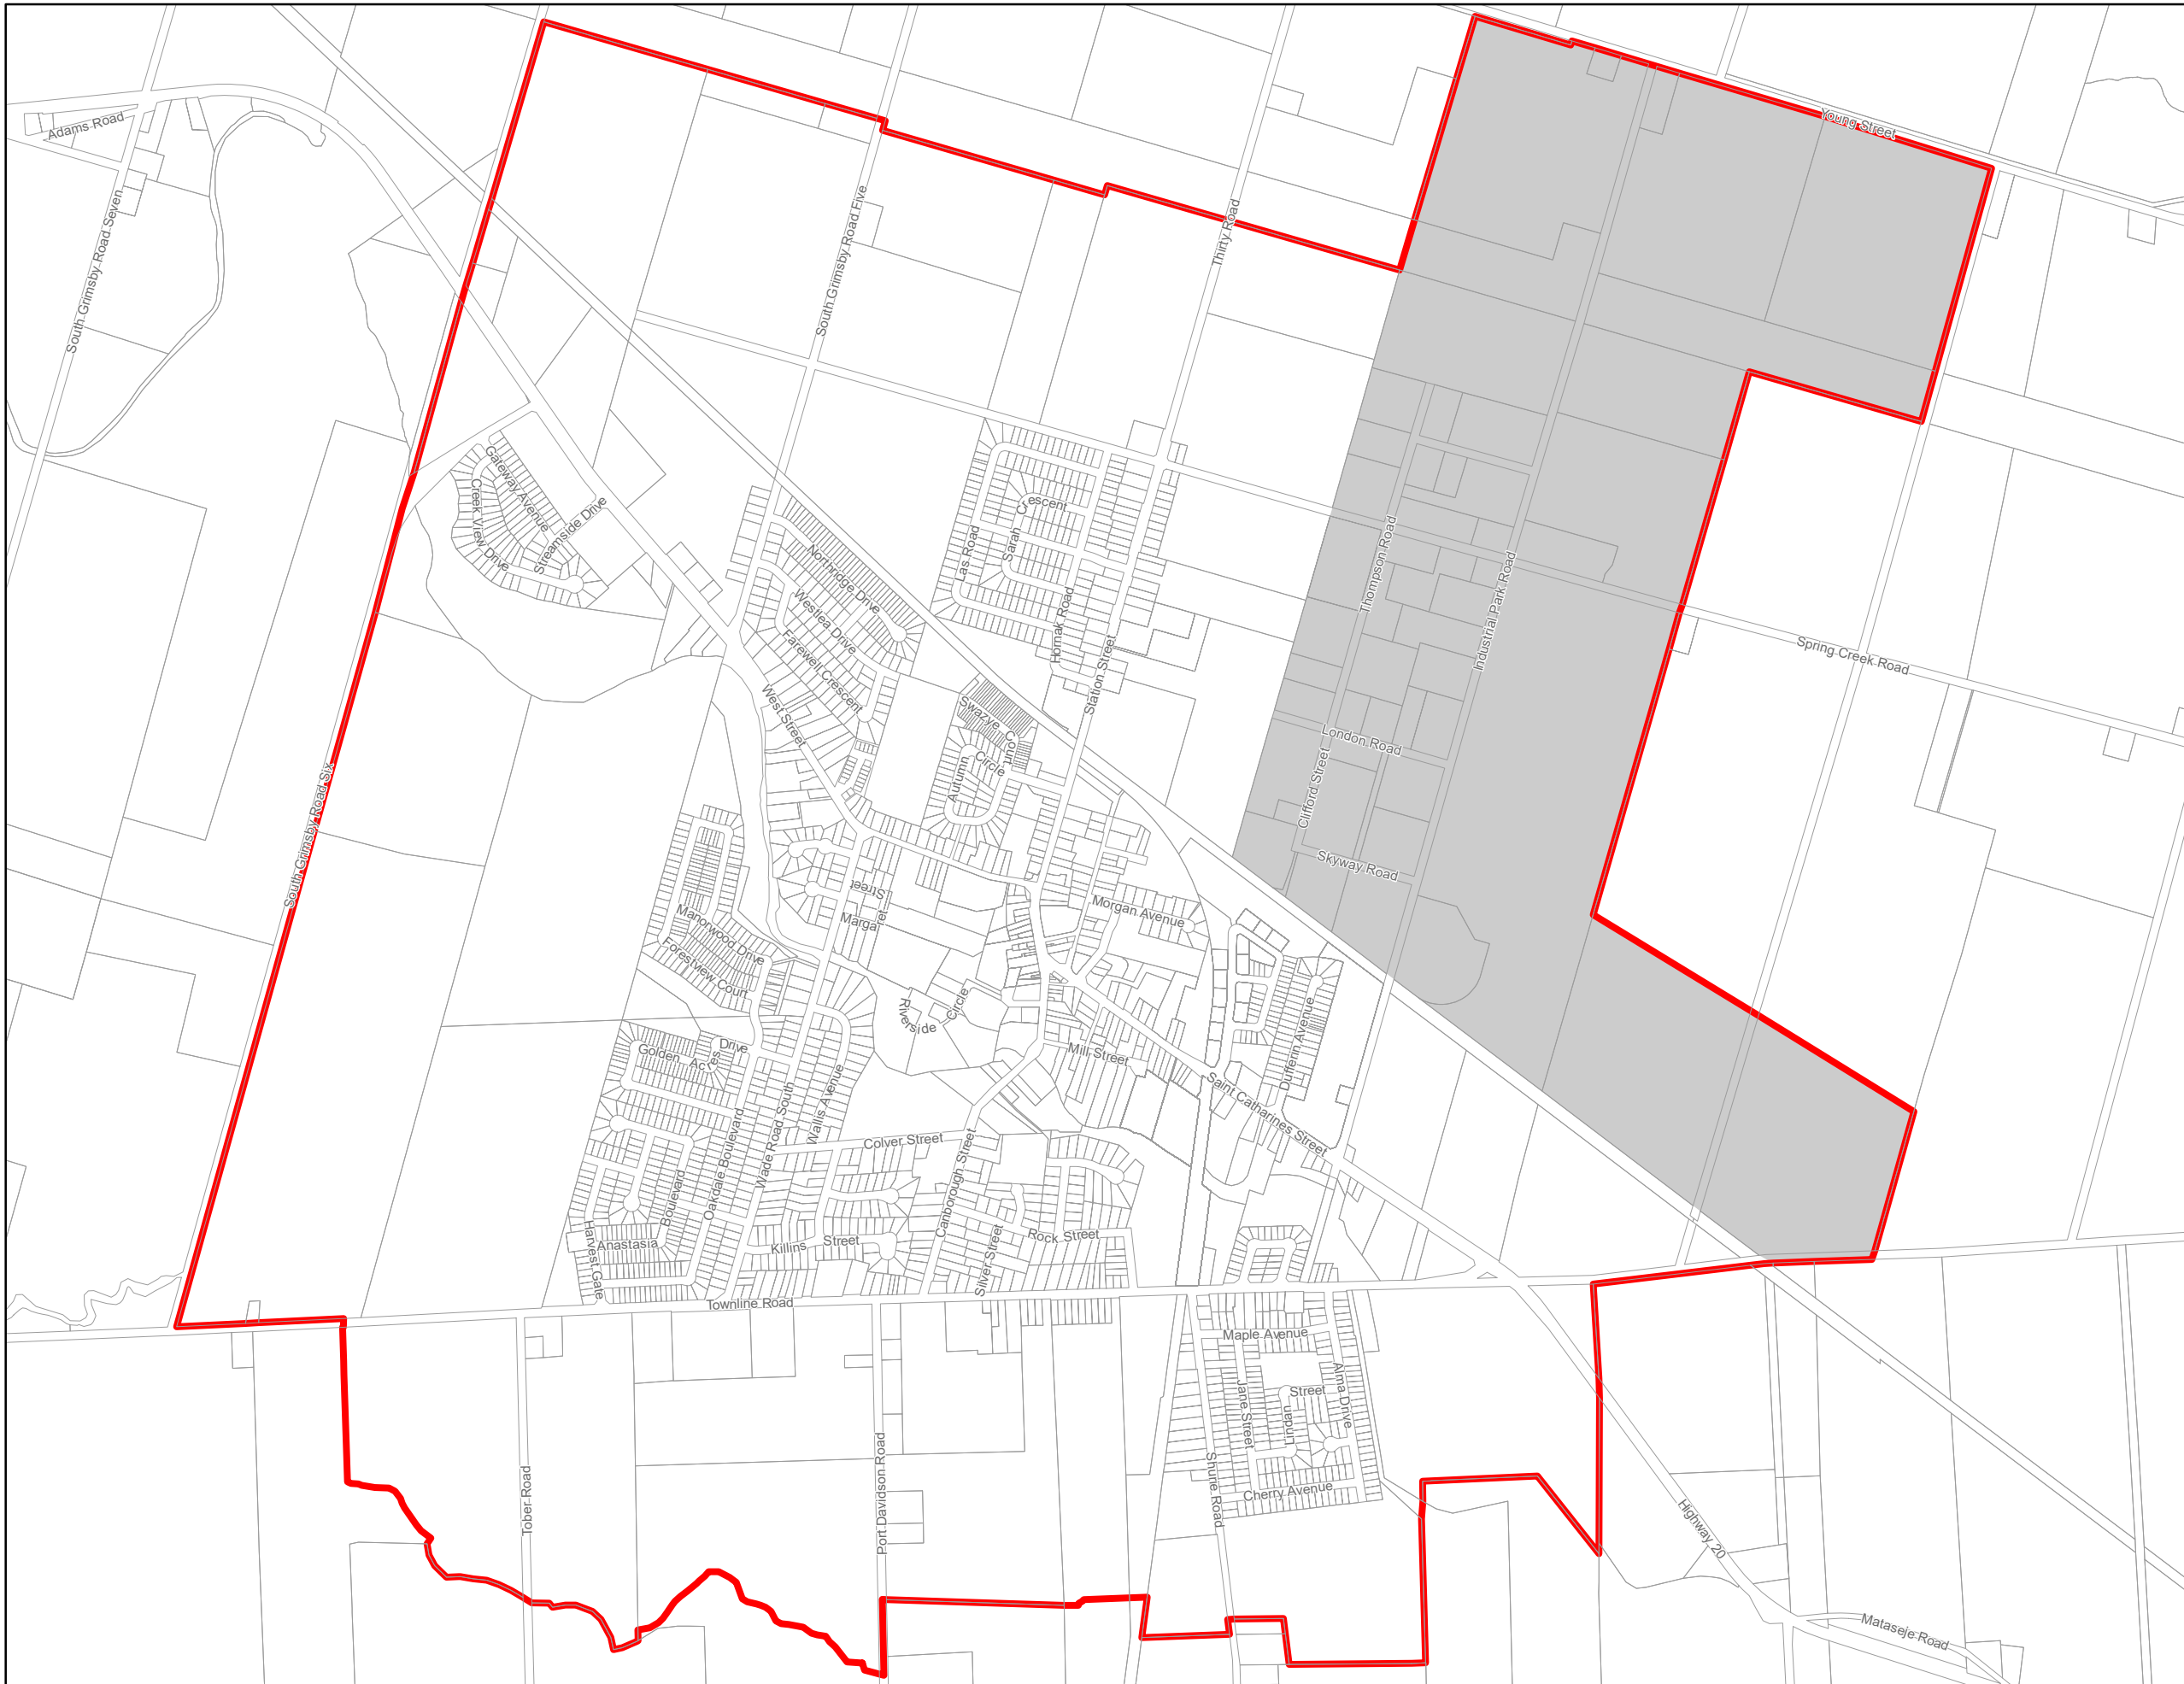 Young Street
Adams Road
South Grimsby Road Seven
South Grimsby Road Five
Thirty Road
Gateway Avenue
Creek View Drive
Streamside Drive
Crescent
Sarah
Las Road
Northridge Drive
Westlea Drive
Farewell Crescent
Hornak Road
Station Street
Thompson Road
Industrial Park Road
Spring Creek Road
West Street
Swazye
Court
Circle
Autumn
London Road
Clifford Street
Skyway Road
South Grimsby Road Six
Street
Margaret
Morgan Avenue
Manorwood Drive
Forestview Court
Riverside
Circle
Dufferin Avenue
Mill Street
Golden Acres
Drive
Saint Catharines Street
Wade Road South
Wallis Avenue
Oakdale Boulevard
Colver Street
Canborough Street
Boulevard
Anastasia
Harvest Gate
Killins Street
Silver Street
Rock Street
Townline Road
Maple Avenue
Jane Street
Street
Lundan
Alma Drive
Shurie Road
Cherry Avenue
Tober Road
Port Davidson Road
Highway 20
Mataseje Road